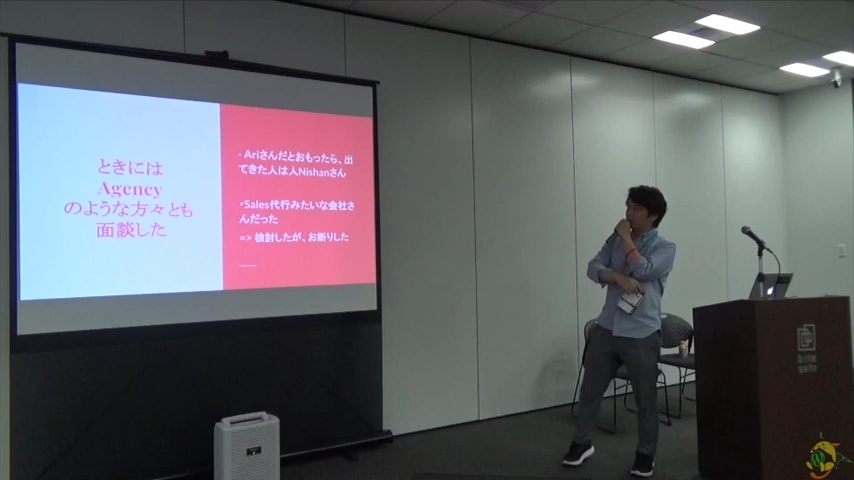 ときには
Agency
のような方々とも
面談した
・Ariさんだとおもったら、出
てきた人は人Nishanさん
・Sales代行みたいな会社さ
んだった
=> 検討したが、お断りした